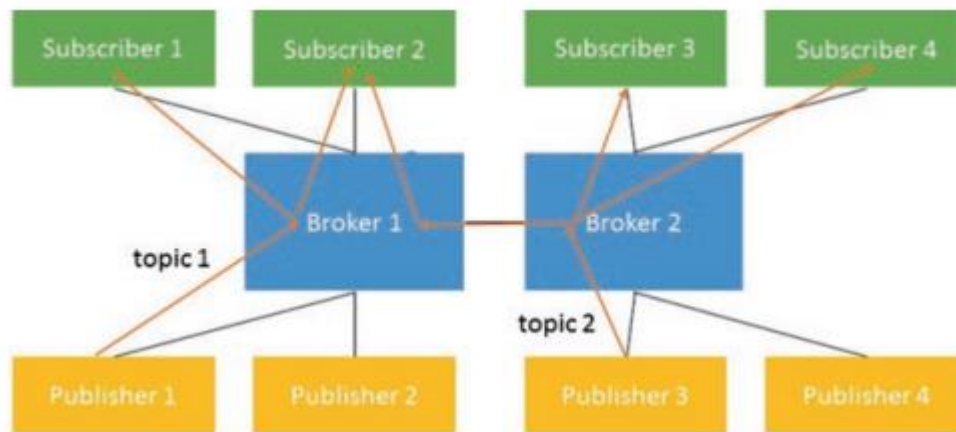 Subscriber 1
Subscriber 2
Subscriber 3
Subscriber 4
Broker 1
Broker 2
topic 1
topic 2
Publisher 1
Publisher 2
Publisher 3
Publisher 4